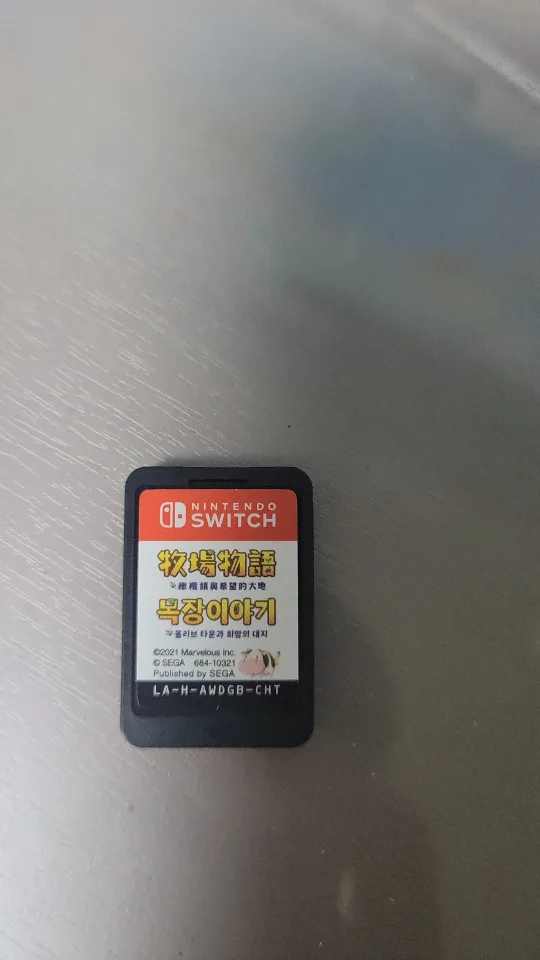 NINTENDO
SWITCH
牧場物語
橄欖鎮與希望的大地
목장이야기
올리브 타운과 희망의 대지
©2021 Marvelous Inc.
© SEGA 684-10321
Published by SEGA
LA-H-AWDGB-CHT